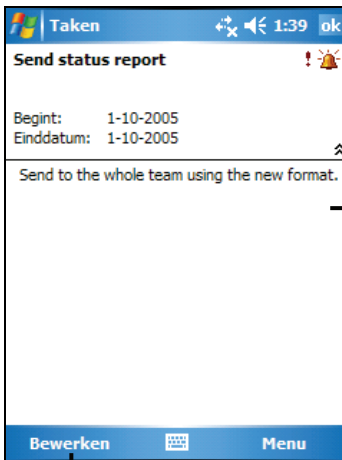 Taken 1:39 ok
Send status report !
Begint: 1-10-2005
Einddatum: 1-10-2005
Send to the whole team using the new format.
Bewerken Menu